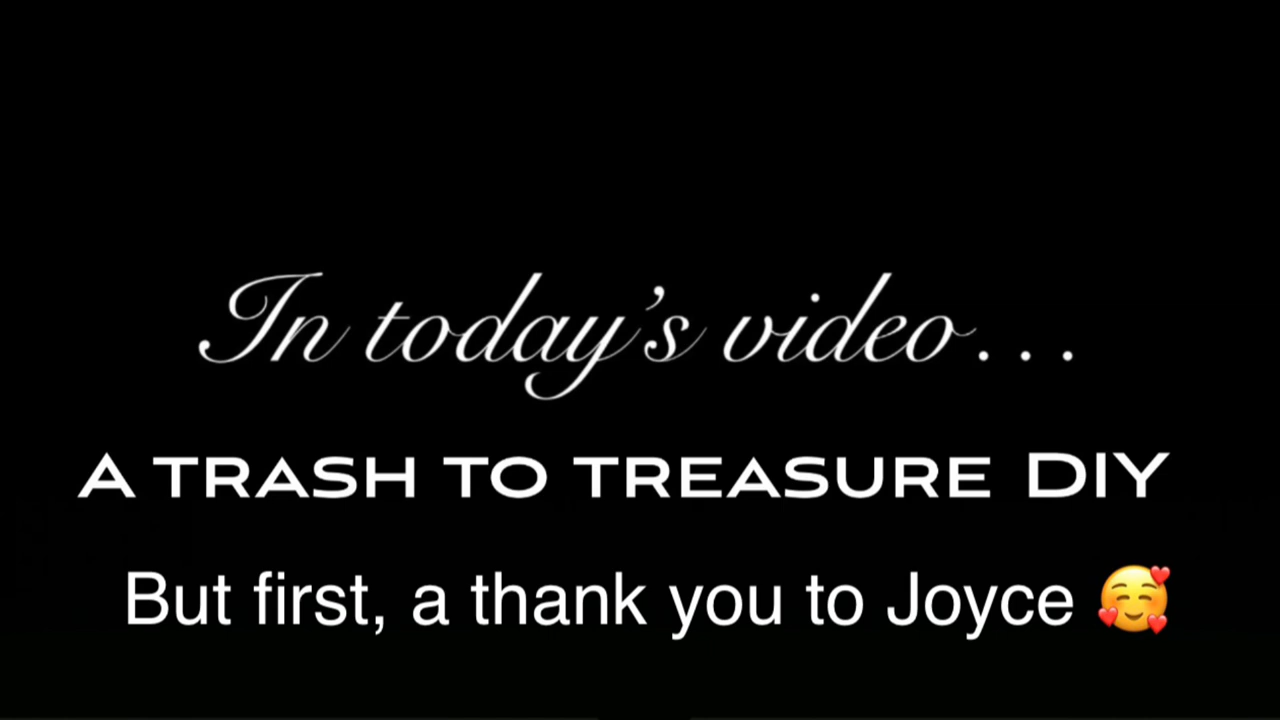 In today's video...
A TRASH TO TREASURE DIY
But first, a thank you to Joyce 🥰